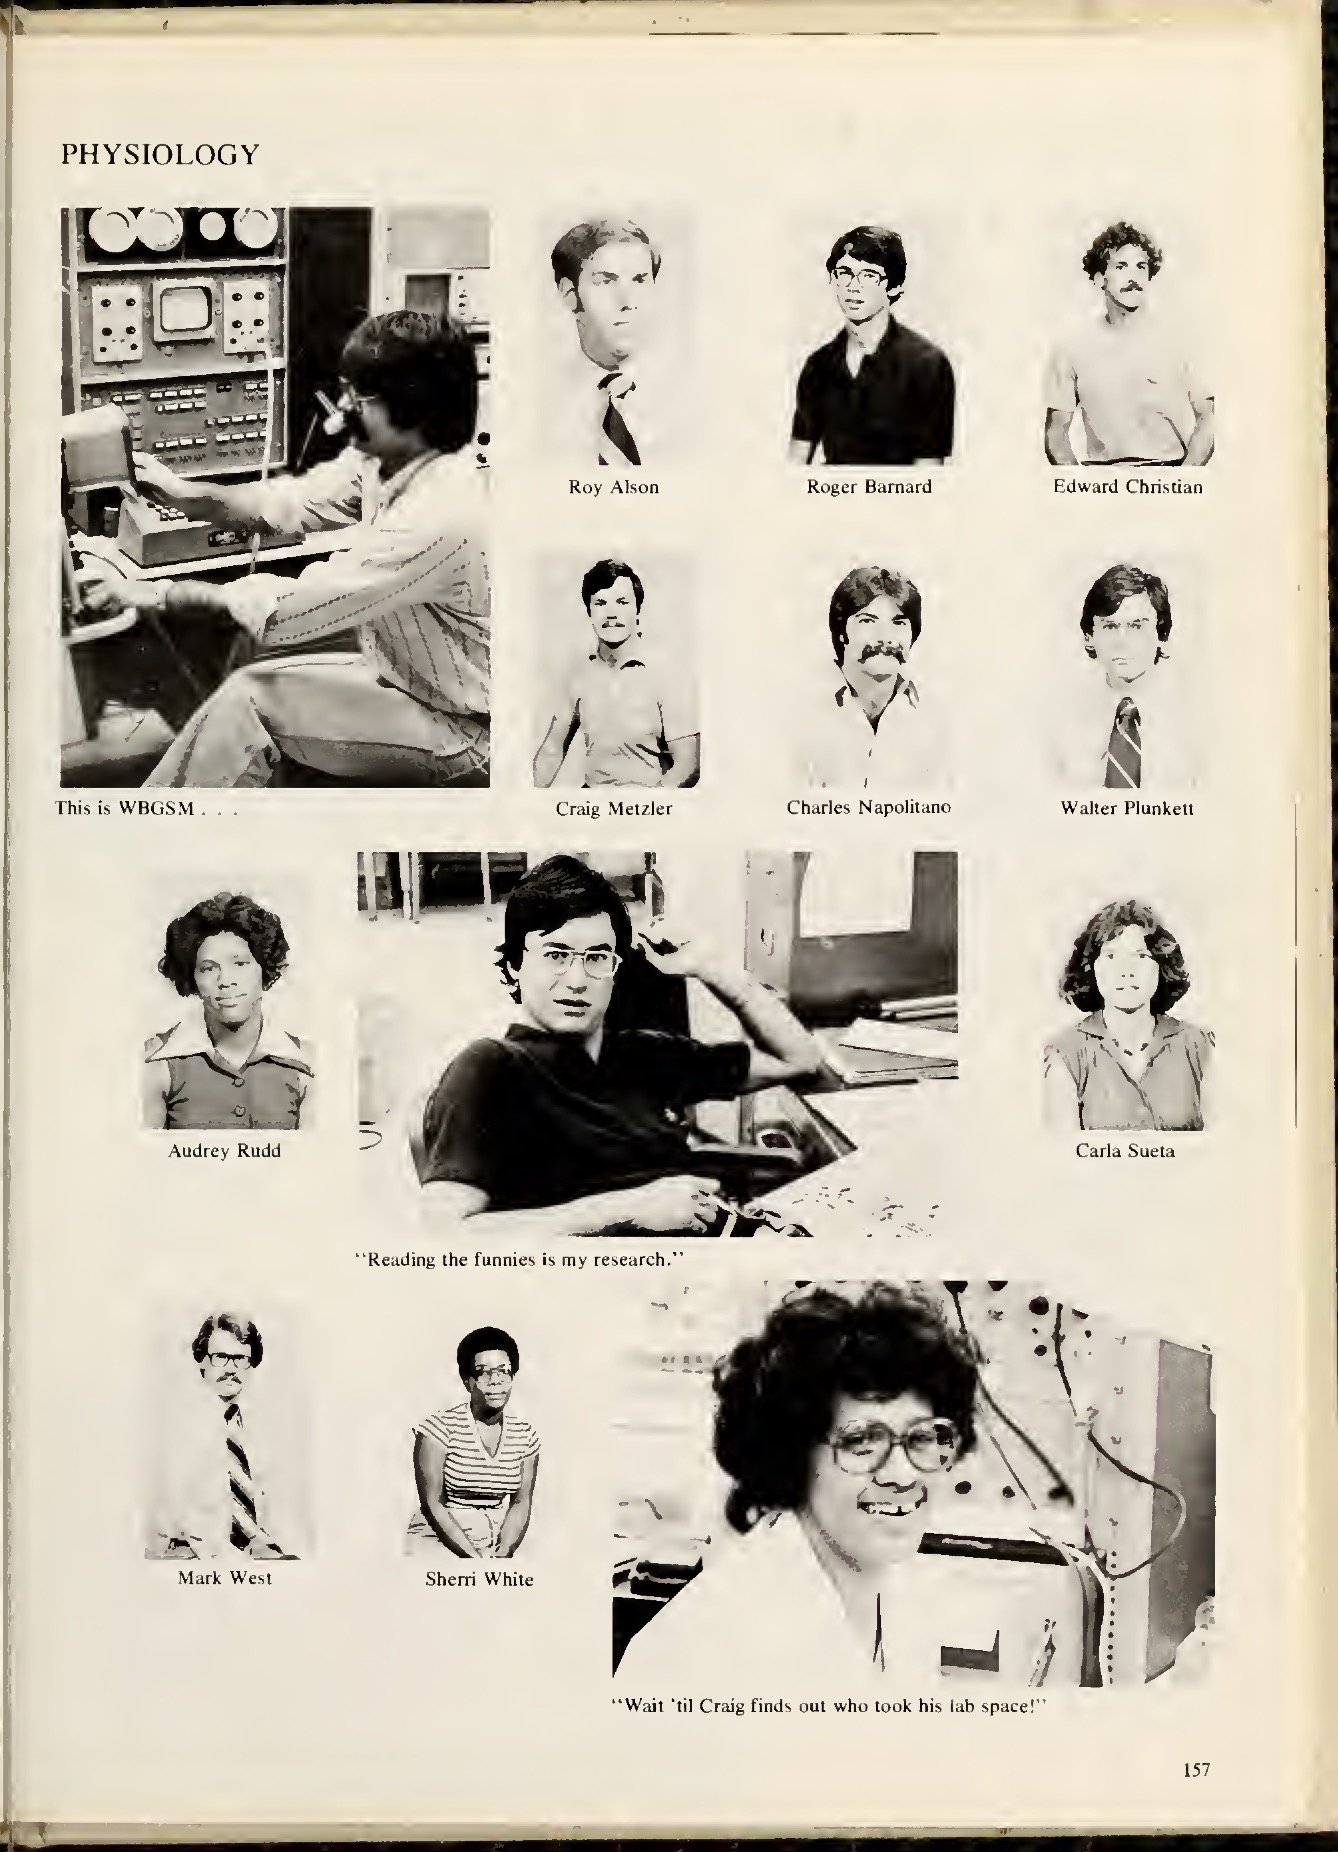 PHYSIOLOGY
Roy Alson
Roger Barnard
Edward Christian
This is WBGSM . . .
Craig Metzler
Charles Napolitano
Walter Plunkett
Audrey Rudd
Carla Sueta
"Reading the funnies is my research."
Mark West
Sherri White
"Wait 'til Craig finds out who took his lab space!"
157